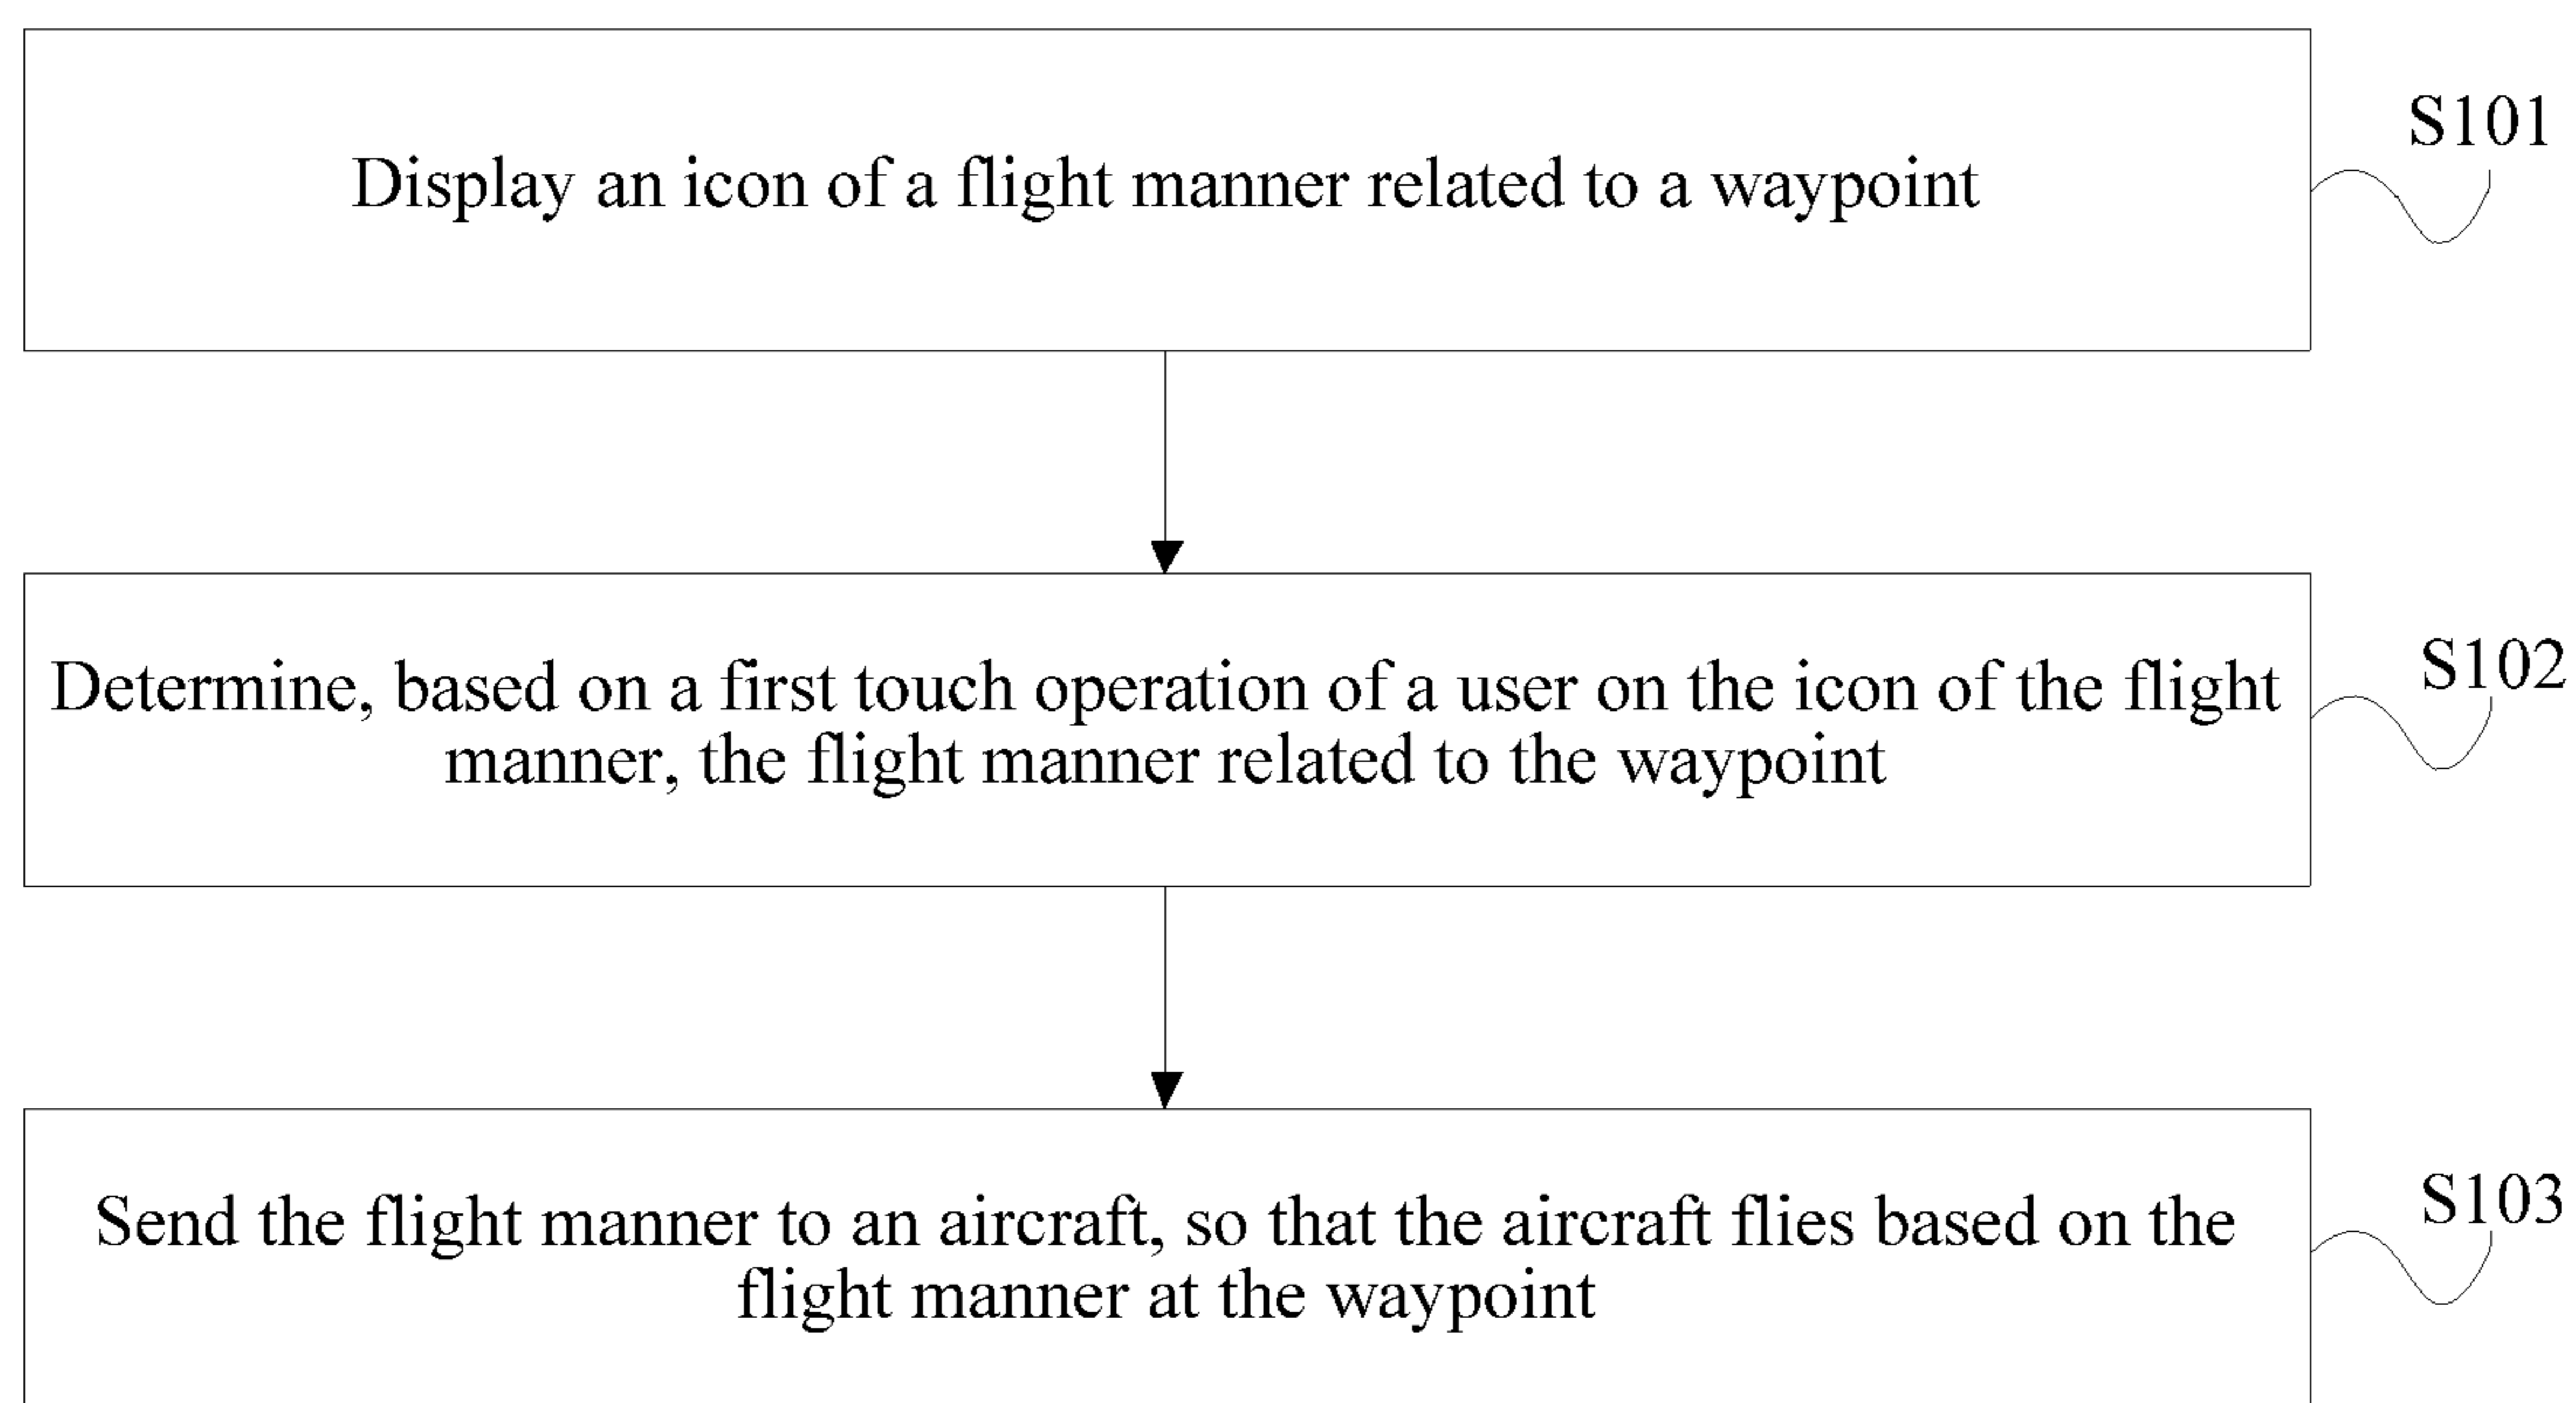 Display an icon of a flight manner related to a waypoint
S101
Determine, based on a first touch operation of a user on the icon of the flight
manner, the flight manner related to the waypoint
S102
Send the flight manner to an aircraft, so that the aircraft flies based on the
flight manner at the waypoint
S103